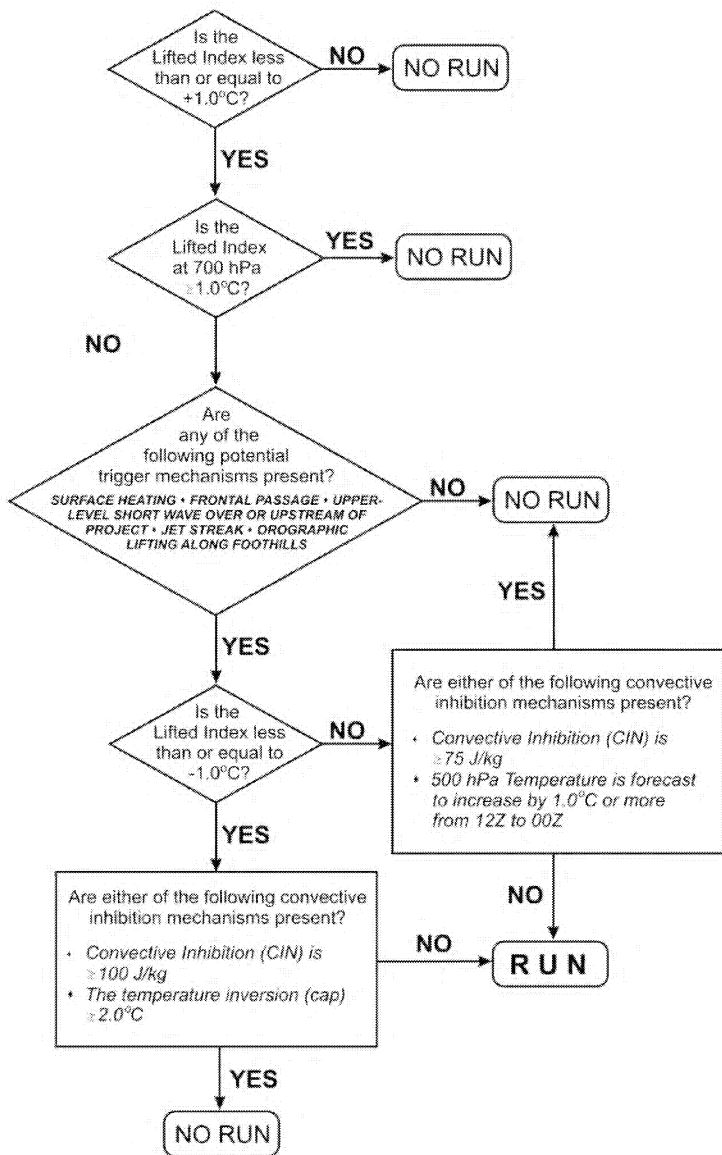 Is the
Lifted Index less
than or equal to
+1.0°C?
NO
NO RUN
YES
Is the
Lifted Index
at 700 hPa
≥1.0°C?
YES
NO RUN
NO
Are
any of the
following potential
trigger mechanisms present?
SURFACE HEATING • FRONTAL PASSAGE • UPPER-
LEVEL SHORT WAVE OVER OR UPSTREAM OF
PROJECT • JET STREAK • OROGRAPHIC
LIFTING ALONG FOOTHILLS
NO
NO RUN
YES
YES
Is the
Lifted Index less
than or equal to
-1.0°C?
NO
Are either of the following convective
inhibition mechanisms present?
• Convective Inhibition (CIN) is
≥75 J/kg
• 500 hPa Temperature is forecast
to increase by 1.0°C or more
from 12Z to 00Z
YES
NO
Are either of the following convective
inhibition mechanisms present?
• Convective Inhibition (CIN) is
≥100 J/kg
• The temperature inversion (cap)
≥2.0°C
NO
RUN
YES
NO RUN